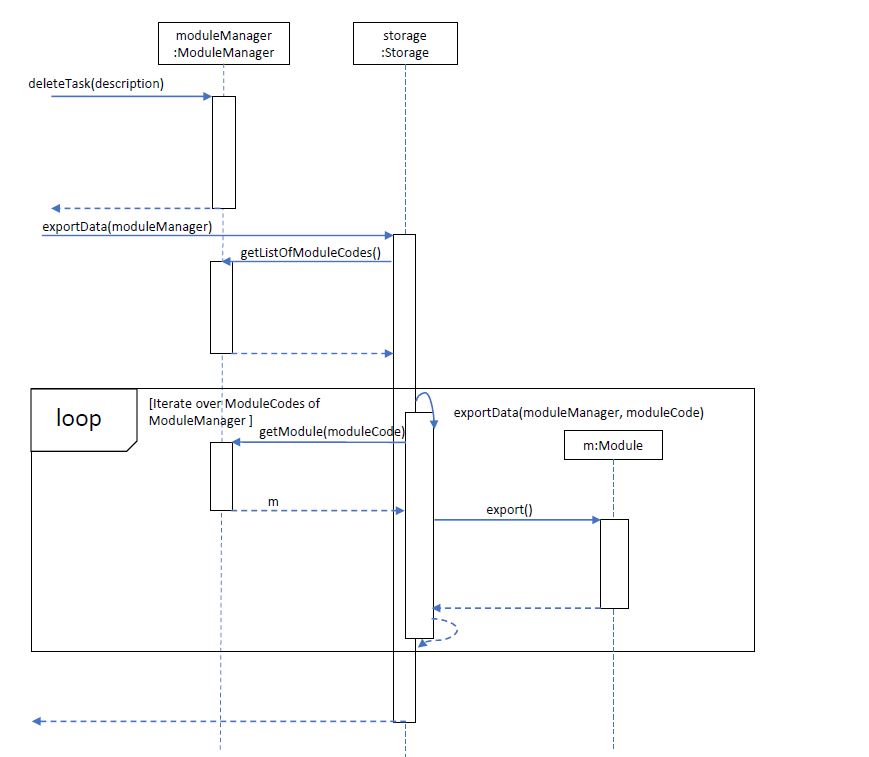 moduleManager
:ModuleManager
storage
:Storage
deleteTask(description)
exportData(moduleManager)
getListOfModuleCodes()
loop
[Iterate over ModuleCodes of
ModuleManager ]
exportData(moduleManager, moduleCode)
getModule(moduleCode)
m:Module
m
export()